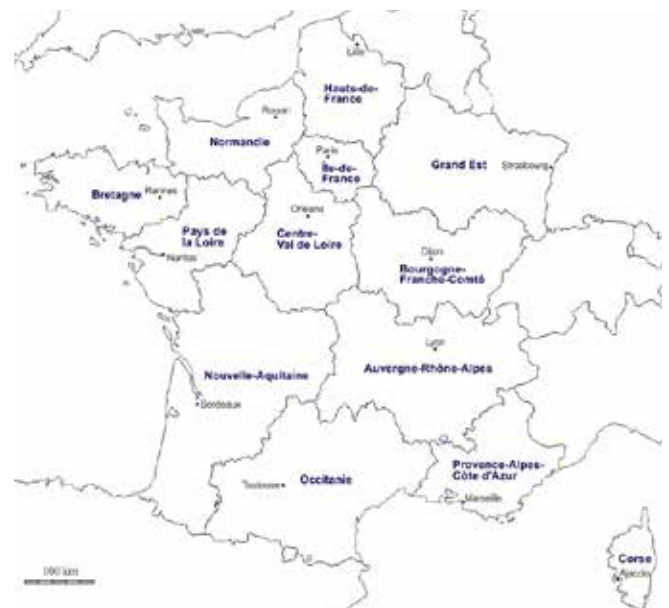 Lille
Hauts-de-
France
Rouen
Normandie
Paris
Île-de-
France
Grand Est
Strasbourg
Bretagne
Rennes
Pays de
la Loire
Nantes
Orléans
Centre-
Val de Loire
Dijon
Bourgogne-
Franche-Comté
Lyon
Auvergne-Rhône-Alpes
Nouvelle-Aquitaine
Bordeaux
Toulouse
Occitanie
Provence-Alpes-
Côte d'Azur
Marseille
Corse
Ajaccio
100 km